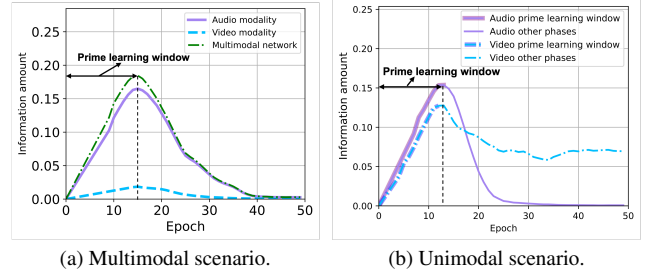 Audio modality
Video modality
Multimodal network
Prime learning window
Information amount
0.25
0.20
0.15
0.10
0.05
0.00
0 10 20 30 40 50
Epoch
(a) Multimodal scenario.
Audio prime learning window
Audio other phases
Video prime learning window
Video other phases
Prime learning window
Information amount
0.25
0.20
0.15
0.10
0.05
0.00
0 10 20 30 40 50
Epoch
(b) Unimodal scenario.